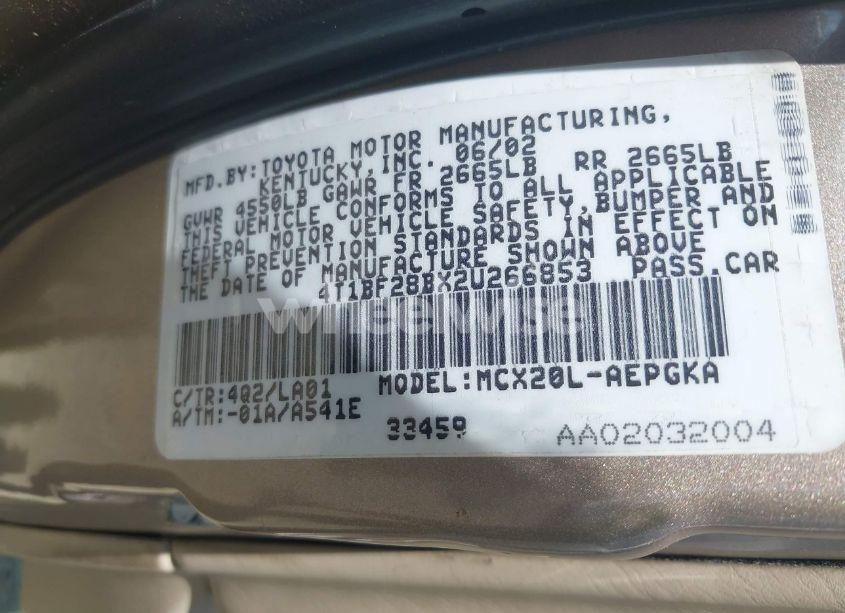 MFD.BY:TOYOTA MOTOR MANUFACTURING,
KENTUCKY,INC. 06/02
GVWR 4550LB GAWR FR 2665LB RR 2665LB
THIS VEHICLE CONFORMS TO ALL APPLICABLE
FEDERAL MOTOR VEHICLE SAFETY,BUMPER AND
THEFT PREVENTION STANDARDS IN EFFECT ON
THE DATE OF MANUFACTURE SHOWN ABOVE
4T1BF28BX2U266853 PASS.CAR
wheelwise
C/TR:4Q2/LA01 MODEL:MCX20L-AEPGKA
A/TM:-01A/A541E
33459 AA02032004